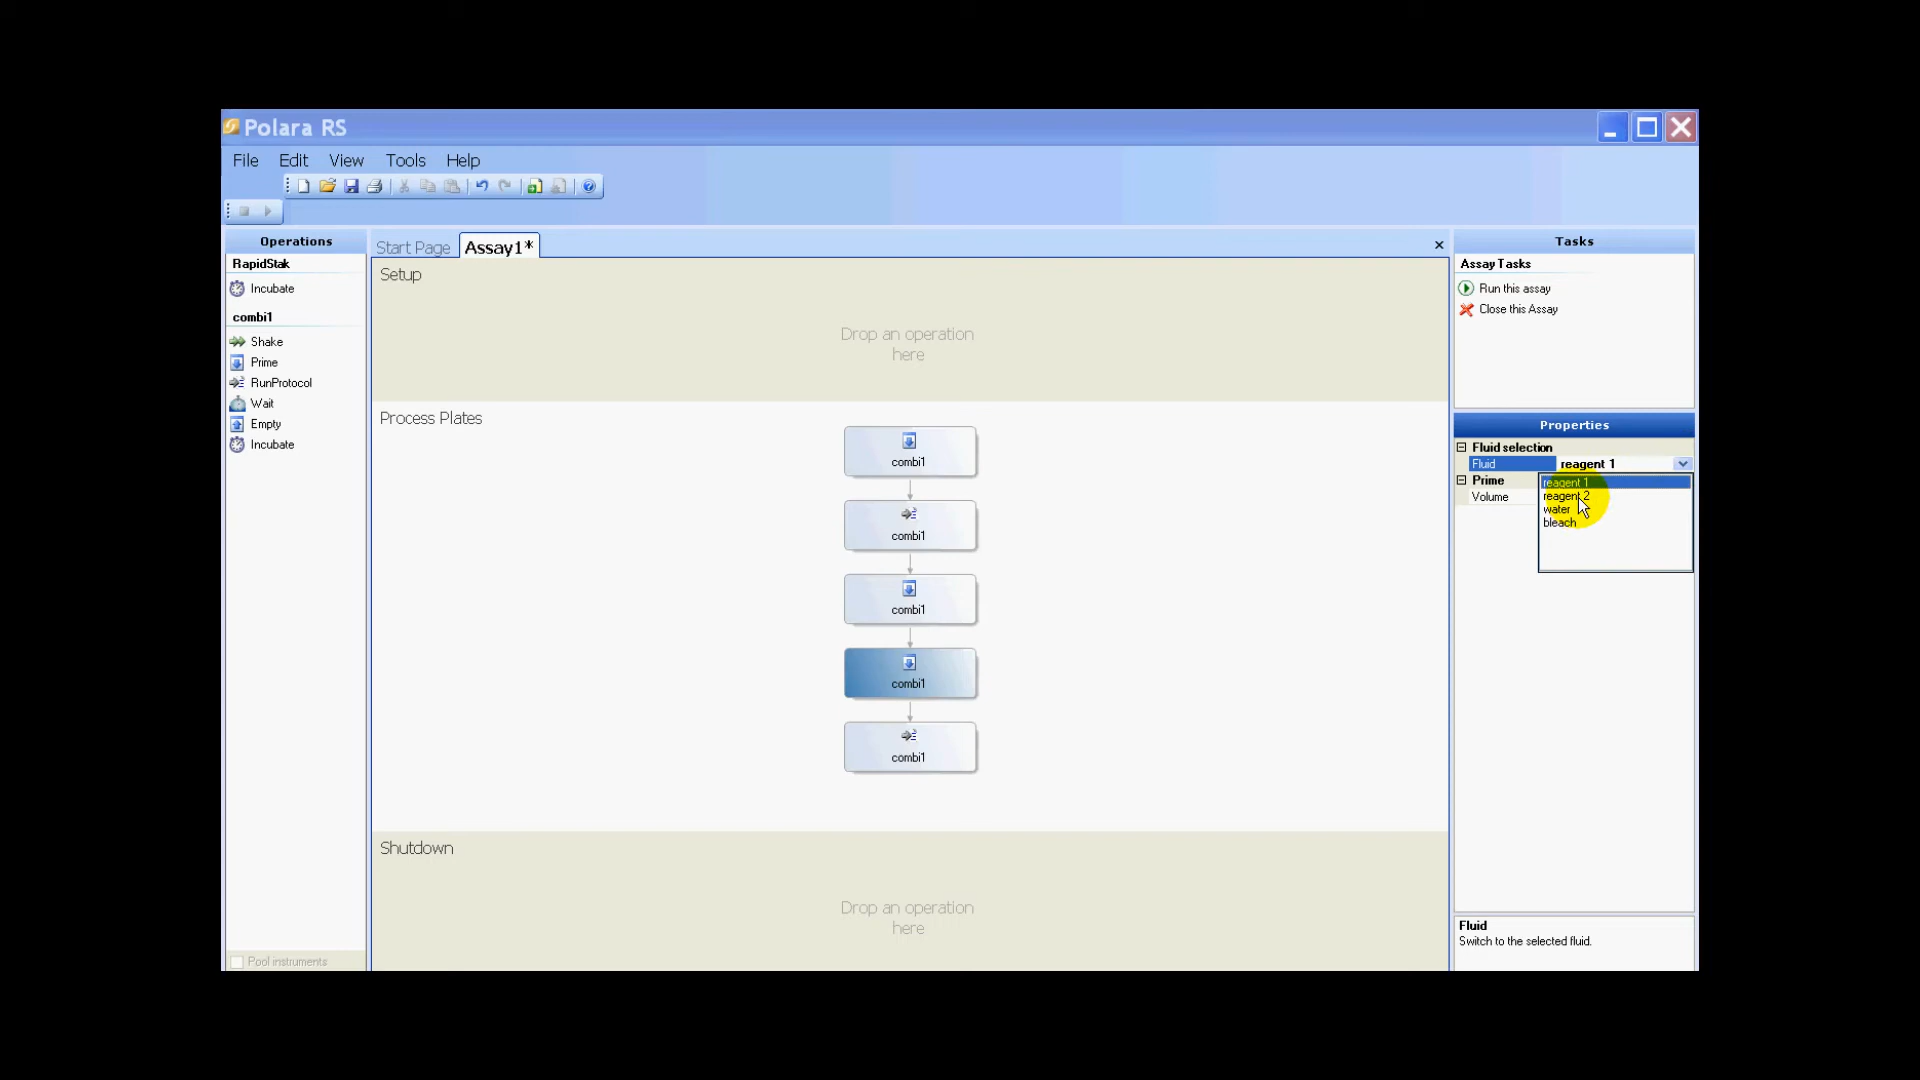 Polara RS
File Edit View Tools Help
Operations
RapidStak
Incubate
combi1
Shake
Prime
RunProtocol
Wait
Empty
Incubate
Pool instruments
Start Page Assay1*
Setup
Drop an operation
here
Process Plates
combi1
combi1
combi1
combi1
combi1
Shutdown
Drop an operation
here
Tasks
Assay Tasks
Run this assay
Close this Assay
Properties
Fluid selection
Fluid reagent 1
Prime
Volume
reagent 1
reagent 2
water
bleach
Fluid
Switch to the selected fluid.